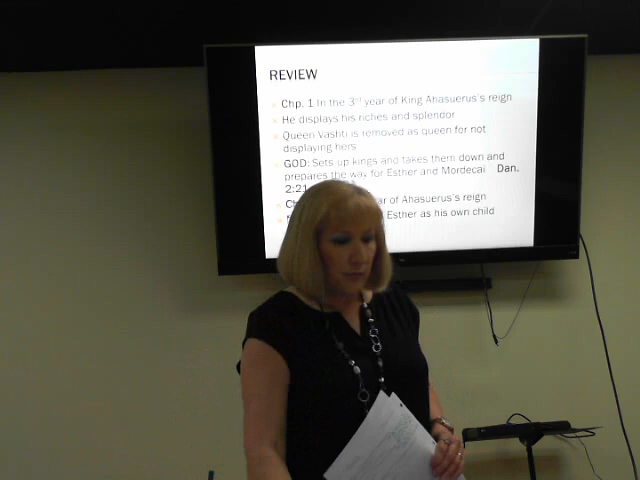 REVIEW
Chp. 1 In the 3rd year of King Ahasuerus's reign
He displays his riches and splendor
Queen Vashti is removed as queen for not
displaying hers
GOD: Sets up kings and takes them down and
prepares the way for Esther and Mordecai Dan.
2:21
of Ahasuerus's reign
Esther as his own child